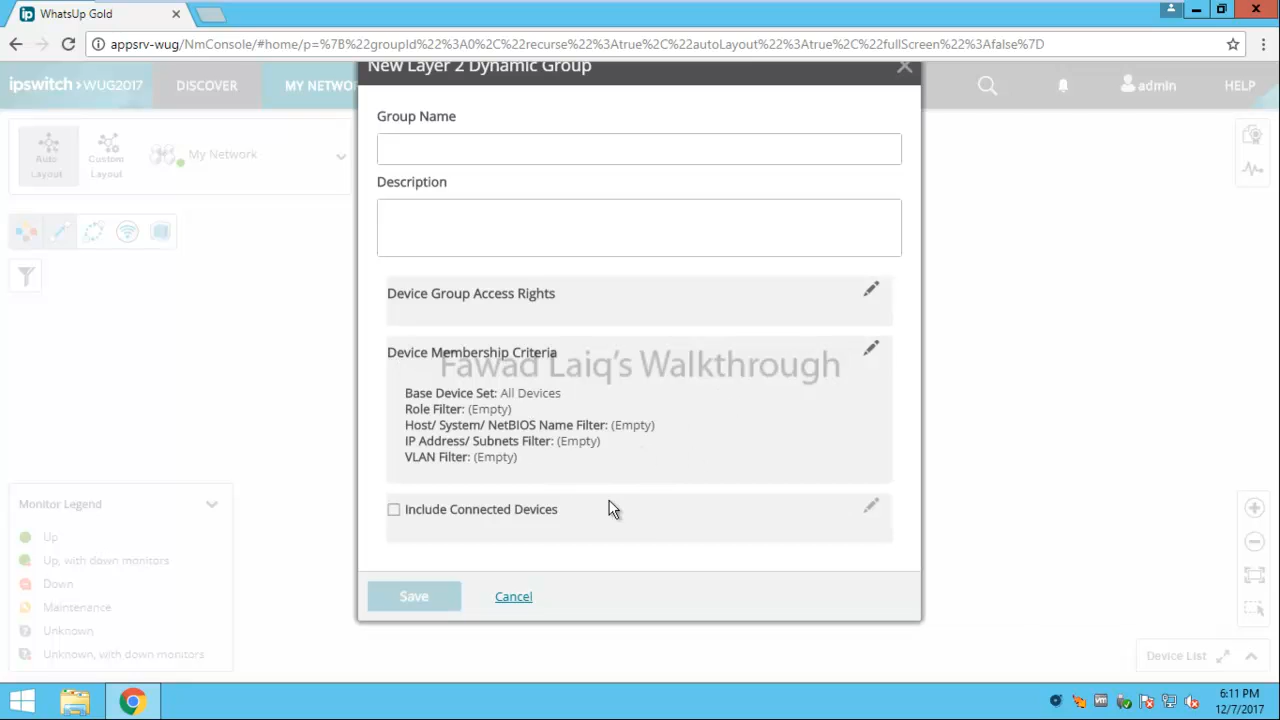 WhatsUp Gold
appsrv-wug/NmConsole/#home/p=%7B%22groupId%22%3A0%2C%22recurse%22%3Atrue%2C%22autoLayout%22%3Atrue%2C%22fullScreen%22%3Afalse%7D
ipswitch WUG2017
DISCOVER
MY NETWO
New Layer 2 Dynamic Group
admin
HELP
Auto
Layout
Custom
Layout
My Network
Group Name
Description
Device Group Access Rights
Device Membership Criteria
Fawad Laiq's Walkthrough
Base Device Set: All Devices
Role Filter: (Empty)
Host/ System/ NetBIOS Name Filter: (Empty)
IP Address/ Subnets Filter: (Empty)
VLAN Filter: (Empty)
Include Connected Devices
Save
Cancel
Monitor Legend
Up
Up, with down monitors
Down
Maintenance
Unknown
Unknown, with down monitors
Device List
6:11 PM
12/7/2017